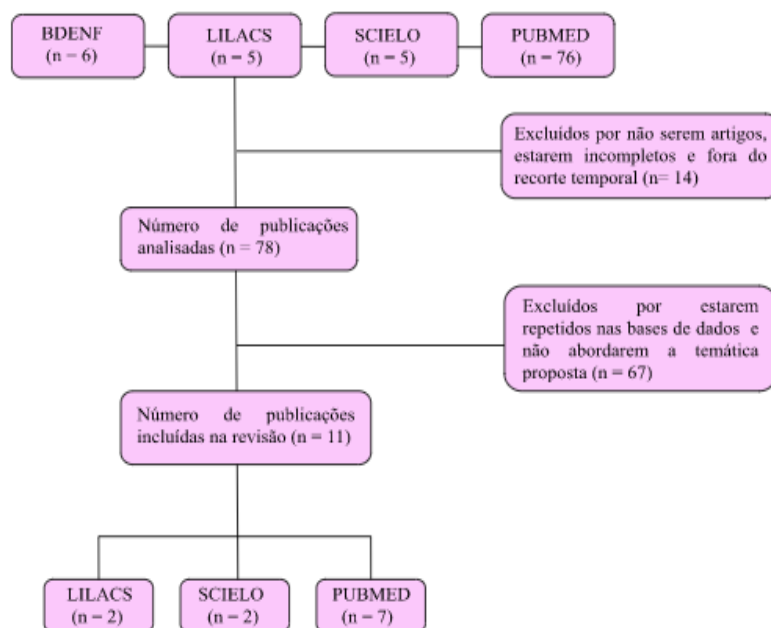 BDENF
(n = 6)
LILACS
(n = 5)
SCIELO
(n = 5)
PUBMED
(n = 76)
Excluídos por não serem artigos,
estarem incompletos e fora do
recorte temporal (n= 14)
Número de publicações
analisadas (n = 78)
Excluídos por estarem
repetidos nas bases de dados e
não abordarem a temática
proposta (n = 67)
Número de publicações
incluídas na revisão (n = 11)
LILACS
(n = 2)
SCIELO
(n = 2)
PUBMED
(n = 7)